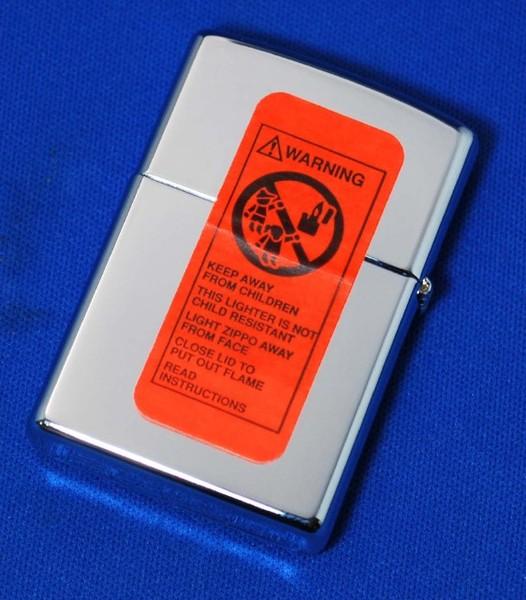 WARNING
KEEP AWAY
FROM CHILDREN
THIS LIGHTER IS NOT
CHILD RESISTANT
LIGHT ZIPPO AWAY
FROM FACE
CLOSE LID TO
PUT OUT FLAME
READ
INSTRUCTIONS